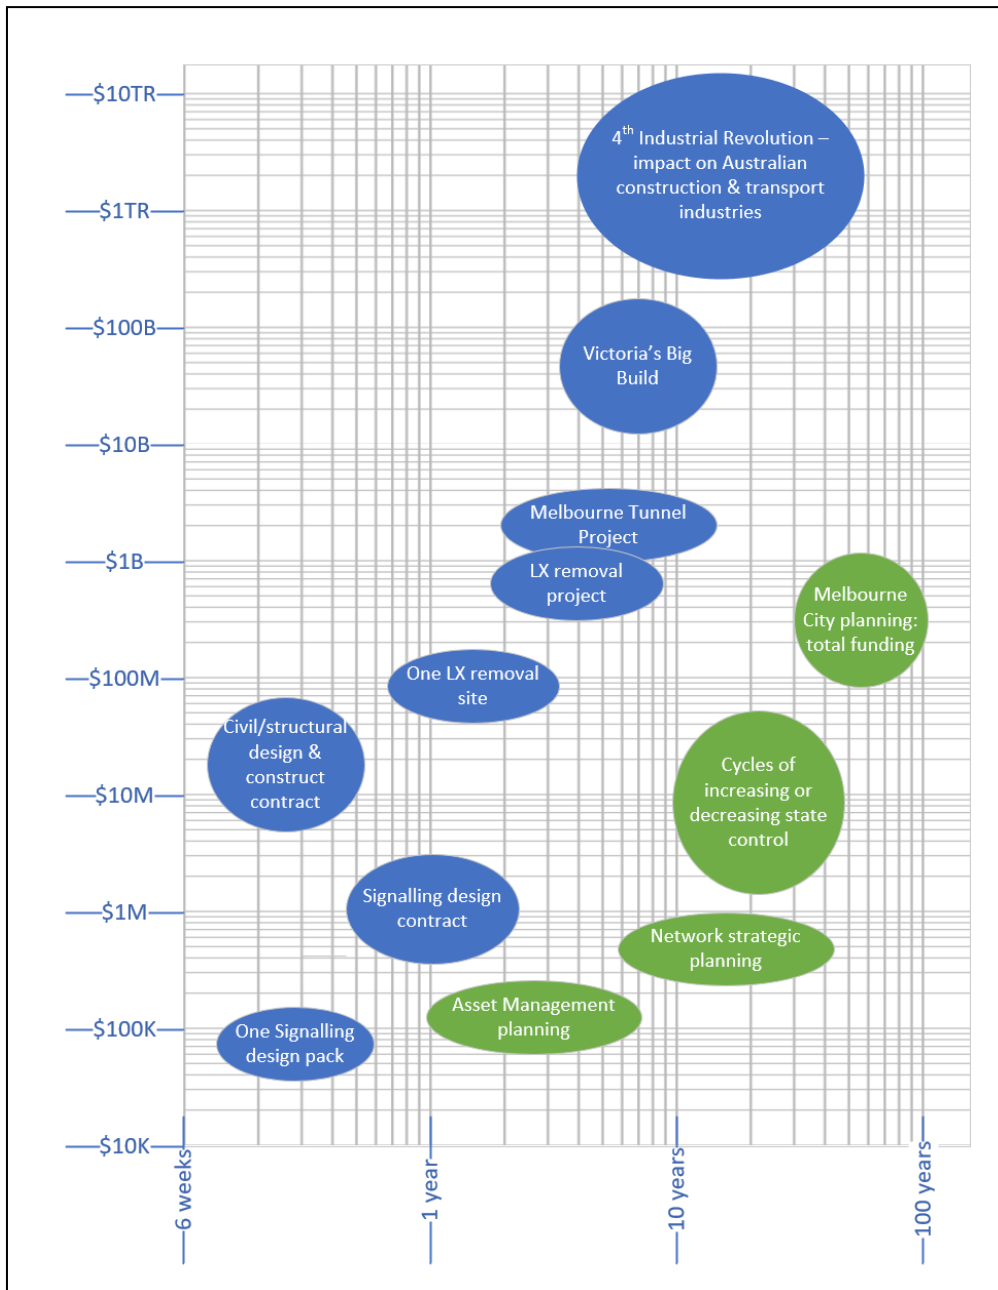 $10TR
4th Industrial Revolution –
impact on Australian
construction & transport
industries
$1TR
$100B
Victoria's Big
Build
$10B
Melbourne Tunnel
Project
$1B
LX removal
project
Melbourne
City planning:
total funding
$100M
One LX removal
site
Civil/structural
design &
construct
contract
Cycles of
increasing or
decreasing state
control
$10M
Signalling design
contract
$1M
Network strategic
planning
Asset Management
planning
$100K
One Signalling
design pack
$10K
6 weeks
1 year
10 years
100 years